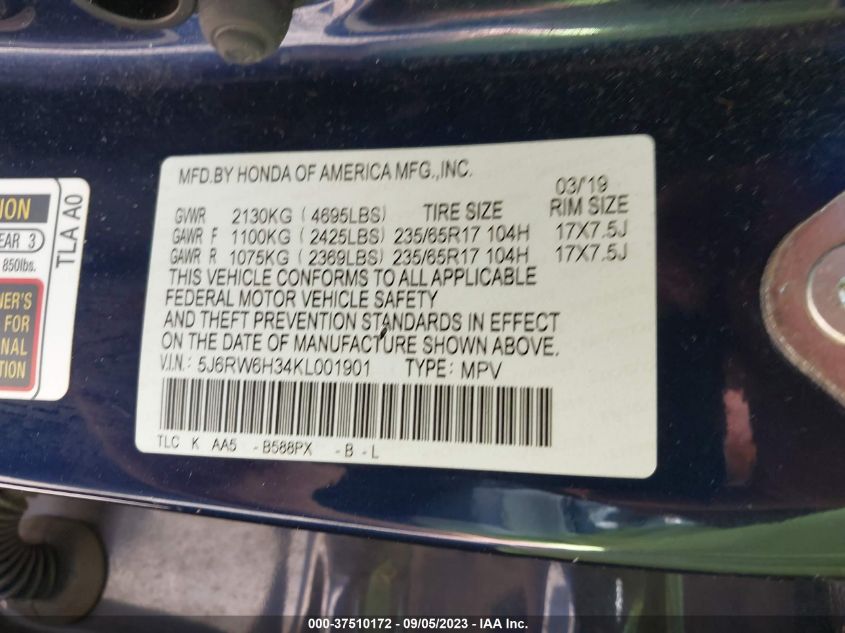 MFD.BY HONDA OF AMERICA MFG.,INC.
03/'19
GVWR 2130KG ( 4695LBS) TIRE SIZE RIM SIZE
GAWR F 1100KG ( 2425LBS) 235/65R17 104H 17X7.5J
GAWR R 1075KG ( 2369LBS) 235/65R17 104H 17X7.5J
THIS VEHICLE CONFORMS TO ALL APPLICABLE
FEDERAL MOTOR VEHICLE SAFETY
AND THEFT PREVENTION STANDARDS IN EFFECT
ON THE DATE OF MANUFACTURE SHOWN ABOVE.
V.I.N.: 5J6RW6H34KL001901 TYPE: MPV
TLC K AA5 -B588PX -B -L
ION
EAR 3
850lbs.
NER'S
FOR
NAL
N
TLA A0
000-37510172 - 09/05/2023 - IAA Inc.